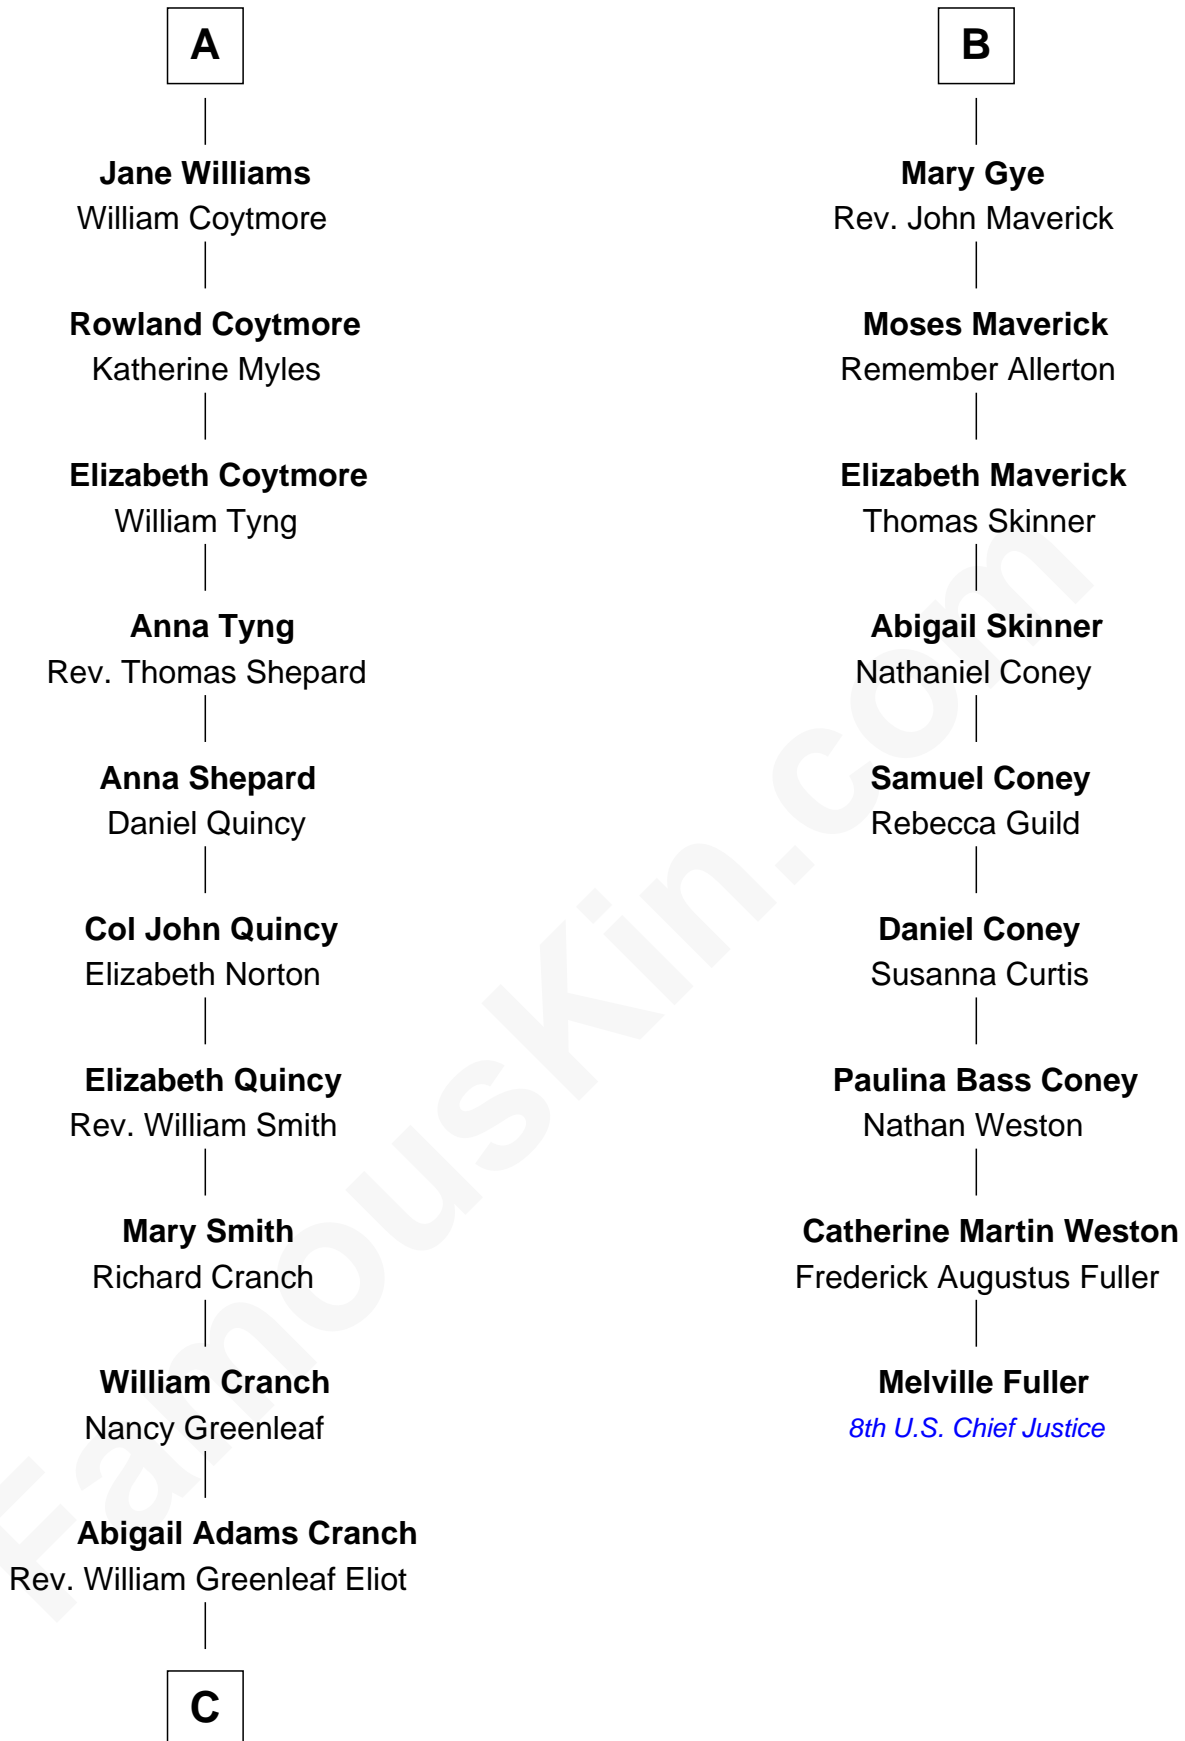 A
Jane Williams
William Coytmore
Rowland Coytmore
Katherine Myles
Elizabeth Coytmore
William Tyng
Anna Tyng
Rev. Thomas Shepard
Anna Shepard
Daniel Quincy
Col John Quincy
Elizabeth Norton
Elizabeth Quincy
Rev. William Smith
Mary Smith
Richard Cranch
William Cranch
Nancy Greenleaf
Abigail Adams Cranch
Rev. William Greenleaf Eliot
C
B
Mary Gye
Rev. John Maverick
Moses Maverick
Remember Allerton
Elizabeth Maverick
Thomas Skinner
Abigail Skinner
Nathaniel Coney
Samuel Coney
Rebecca Guild
Daniel Coney
Susanna Curtis
Paulina Bass Coney
Nathan Weston
Catherine Martin Weston
Frederick Augustus Fuller
Melville Fuller
8th U.S. Chief Justice
FamousKin.com